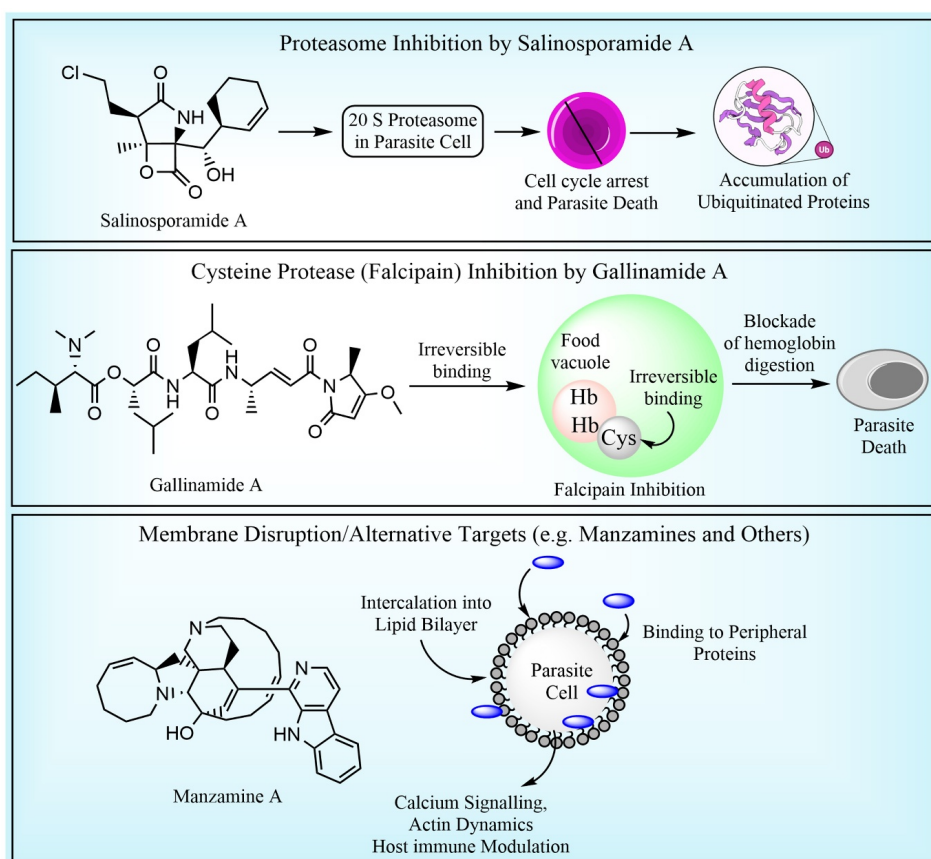 Proteasome Inhibition by Salinosporamide A
Cl
O
NH
O
O
OH
Salinosporamide A
20 S Proteasome
in Parasite Cell
Cell cycle arrest
and Parasite Death
Ub
Accumulation of
Ubiquitinated Proteins
Cysteine Protease (Falcipain) Inhibition by Gallinamide A
N
O
O
O
H
N
O
H
N
O
N
O
O
Gallinamide A
Irreversible
binding
Food
vacuole
Hb
Hb
Cys
Irreversible
binding
Falcipain Inhibition
Blockade
of hemoglobin
digestion
Parasite
Death
Membrane Disruption/Alternative Targets (e.g. Manzamines and Others)
N
N
HO
N
HN
Manzamine A
Intercalation into
Lipid Bilayer
Parasite
Cell
Binding to Peripheral
Proteins
Calcium Signalling,
Actin Dynamics
Host immune Modulation